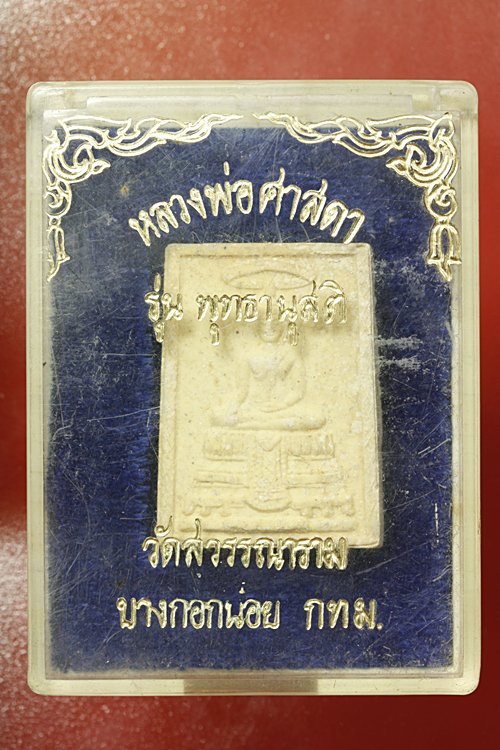 หลวงพ่อศาสดา
รุ่น พุทธานุสติ
วัดสุวรรณาราม
บางกอกน้อย กทม.